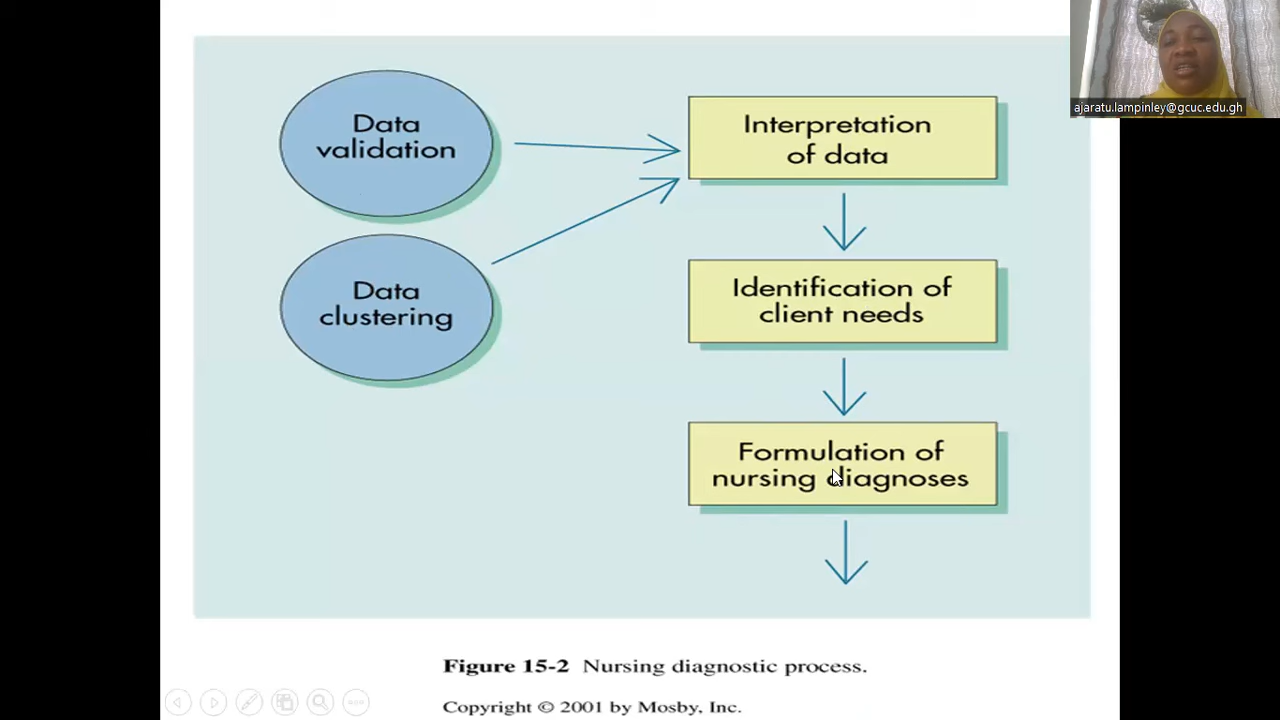 Data
validation
Data
clustering
Interpretation
of data
Identification of
client needs
Formulation of
nursing diagnoses
Figure 15-2 Nursing diagnostic process.
Copyright © 2001 by Mosby, Inc.
ajaratu.lampinley@gcuc.edu.gh